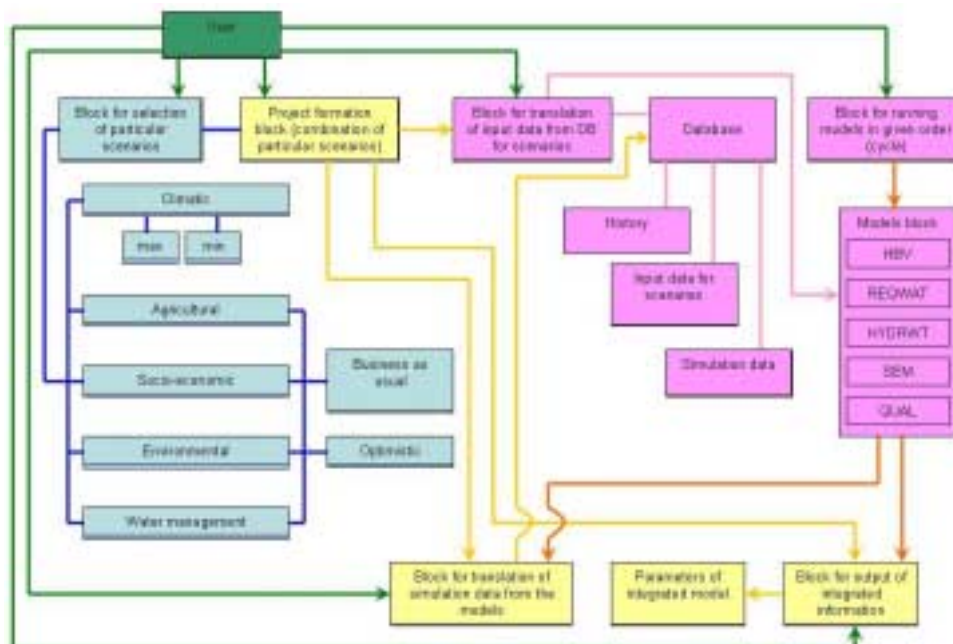 User
Block for selection
of particular
scenarios
Project formation
block (combination of
particular scenarios)
Block for translation
of input data from DB
for scenarios
Database
Block for running
models in given order
(cycle)
Climatic
max
min
History
Models block
HBV
Input data for
scenarios
REQWAT
Agricultural
HYDRWT
Simulation data
Business as
usual
Socio-economic
SEM
QUAL
Environmental
Optimistic
Water management
Block for translation of
simulation data from the
models
Parameters of
integrated model
Block for output of
integrated
information